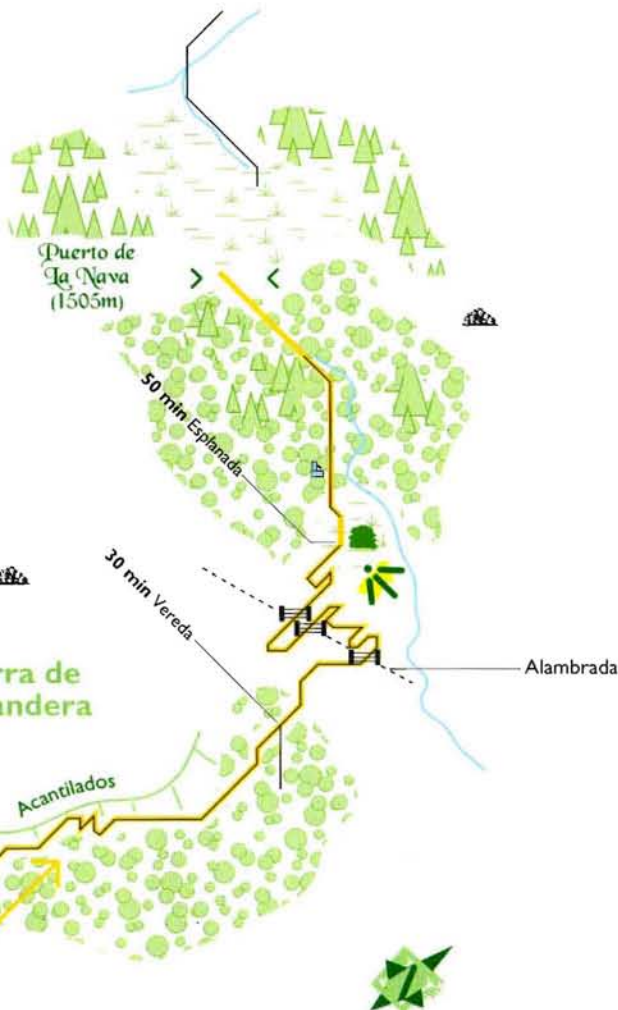 Puerto de
La Nava
(1505m)
50 min Esplanada
30 min Vereda
Alambrada
rra de
andera
Acantilados